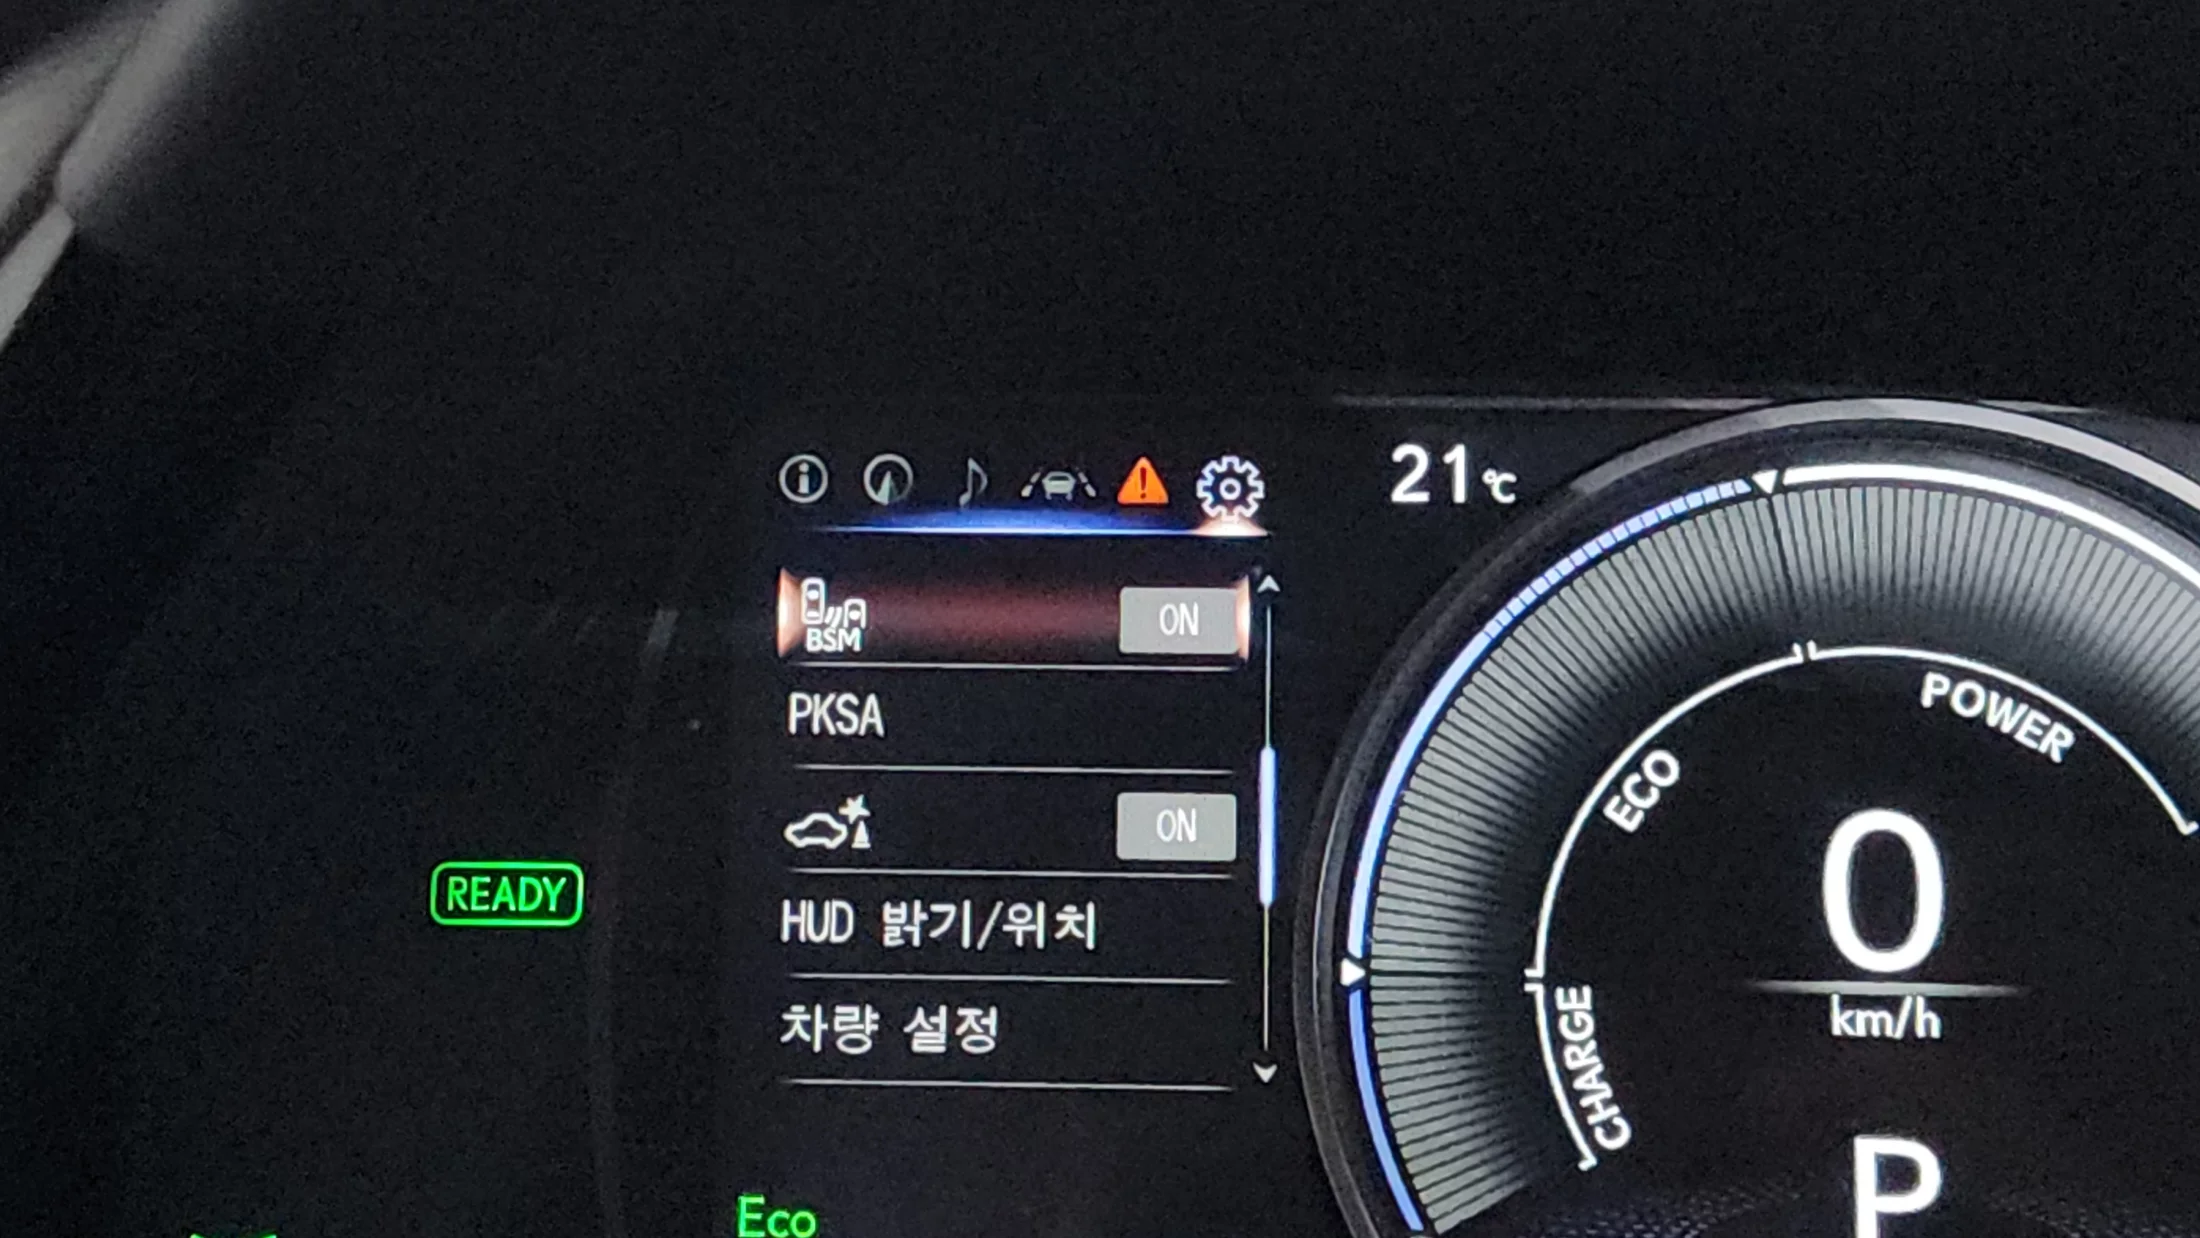 21℃
BSM ON
PKSA
ON
HUD 밝기/위치
차량 설정
READY
Eco
POWER
ECO
CHARGE
0
km/h
P